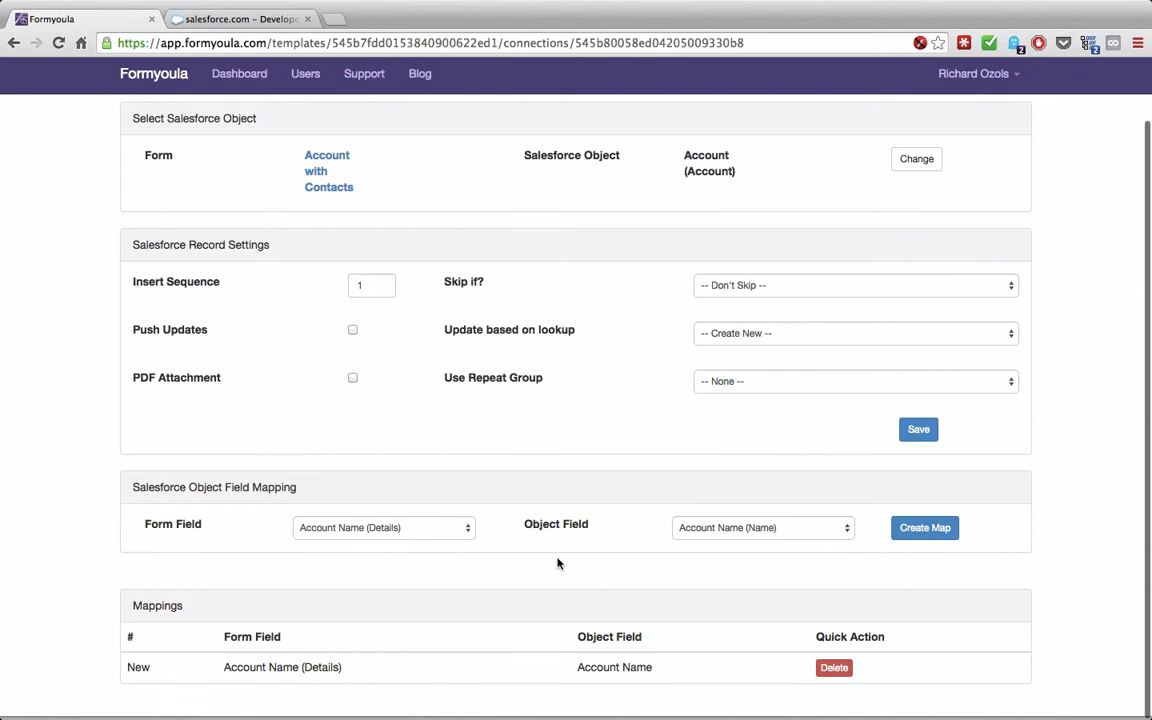 Formyoula
salesforce.com – Develope
https://app.formyoula.com/templates/545b7fdd0153840900622ed1/connections/545b80058ed04205009330b8
2
2
Formyoula Dashboard Users Support Blog Richard Ozols
Select Salesforce Object
Form Account with Contacts Salesforce Object Account (Account) Change
Salesforce Record Settings
Insert Sequence 1 Skip if? -- Don't Skip --
Push Updates Update based on lookup -- Create New --
PDF Attachment Use Repeat Group -- None --
Save
Salesforce Object Field Mapping
Form Field Account Name (Details) Object Field Account Name (Name) Create Map
Mappings
# Form Field Object Field Quick Action
New Account Name (Details) Account Name Delete